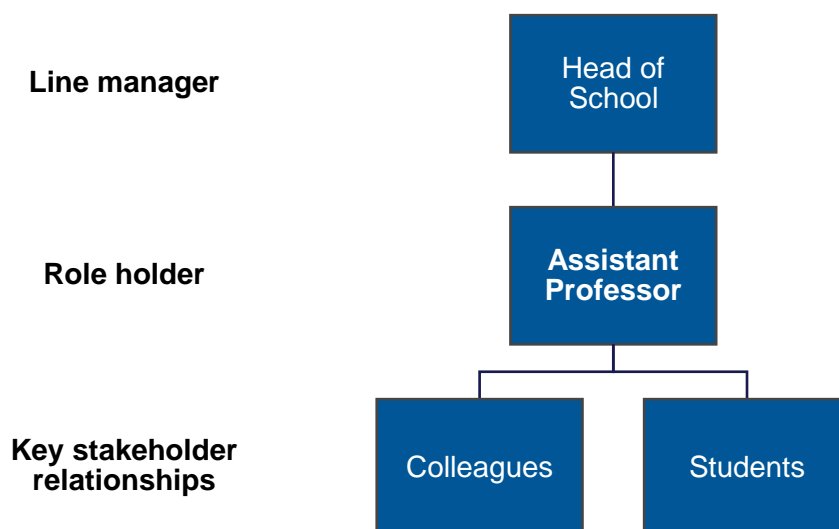 Line manager
Head of
School
Role holder
Assistant
Professor
Key stakeholder
relationships
Colleagues
Students